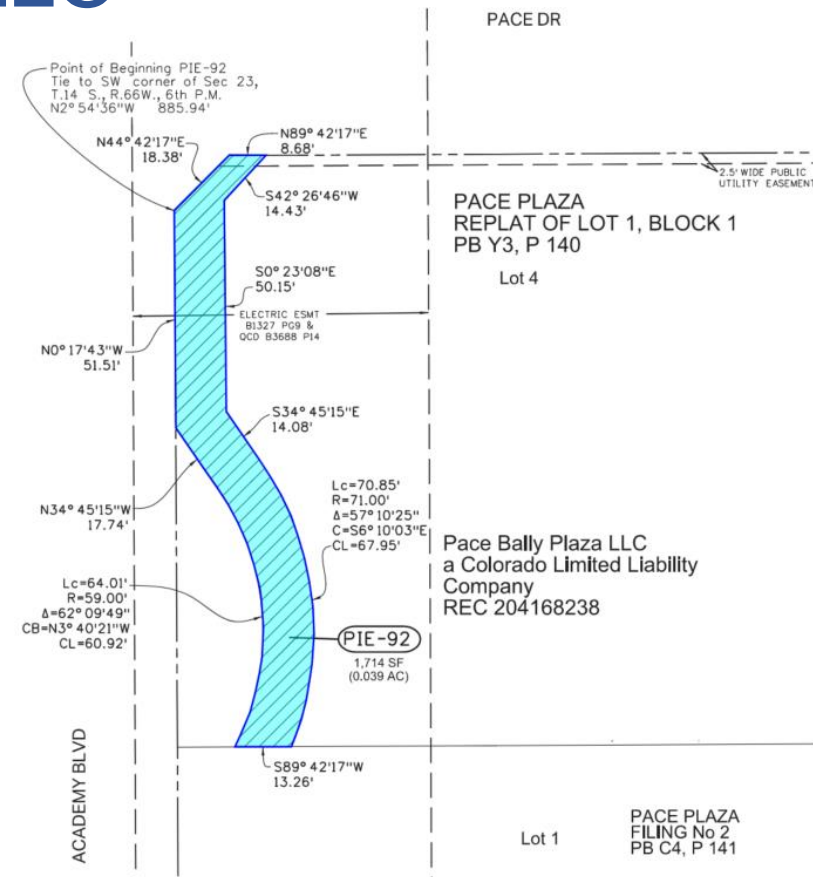 PACE DR
Point of Beginning PIE-92
Tie to SW corner of Sec 23,
T.14 S., R.66W., 6th P.M.
N2° 54'36"W 885.94'
N44° 42'17"E
18.38'
N89° 42'17"E
8.68'
2.5' WIDE PUBLIC
UTILITY EASEMENT
S42° 26'46"W
14.43'
PACE PLAZA
REPLAT OF LOT 1, BLOCK 1
PB Y3, P 140
Lot 4
S0° 23'08"E
50.15'
ELECTRIC ESMT
B1327 PG9 &
QCD B3688 P14
N0° 17'43"W
51.51'
S34° 45'15"E
14.08'
N34° 45'15"W
17.74'
Lc=70.85'
R=71.00'
Δ=57° 10'25"
C=S6° 10'03"E
CL=67.95'
Pace Bally Plaza LLC
a Colorado Limited Liability
Company
REC 204168238
Lc=64.01'
R=59.00'
Δ=62° 09'49"
CB=N3° 40'21"W
CL=60.92'
PIE-92
1,714 SF
(0.039 AC)
S89° 42'17"W
13.26'
ACADEMY BLVD
Lot 1
PACE PLAZA
FILING No 2
PB C4, P 141